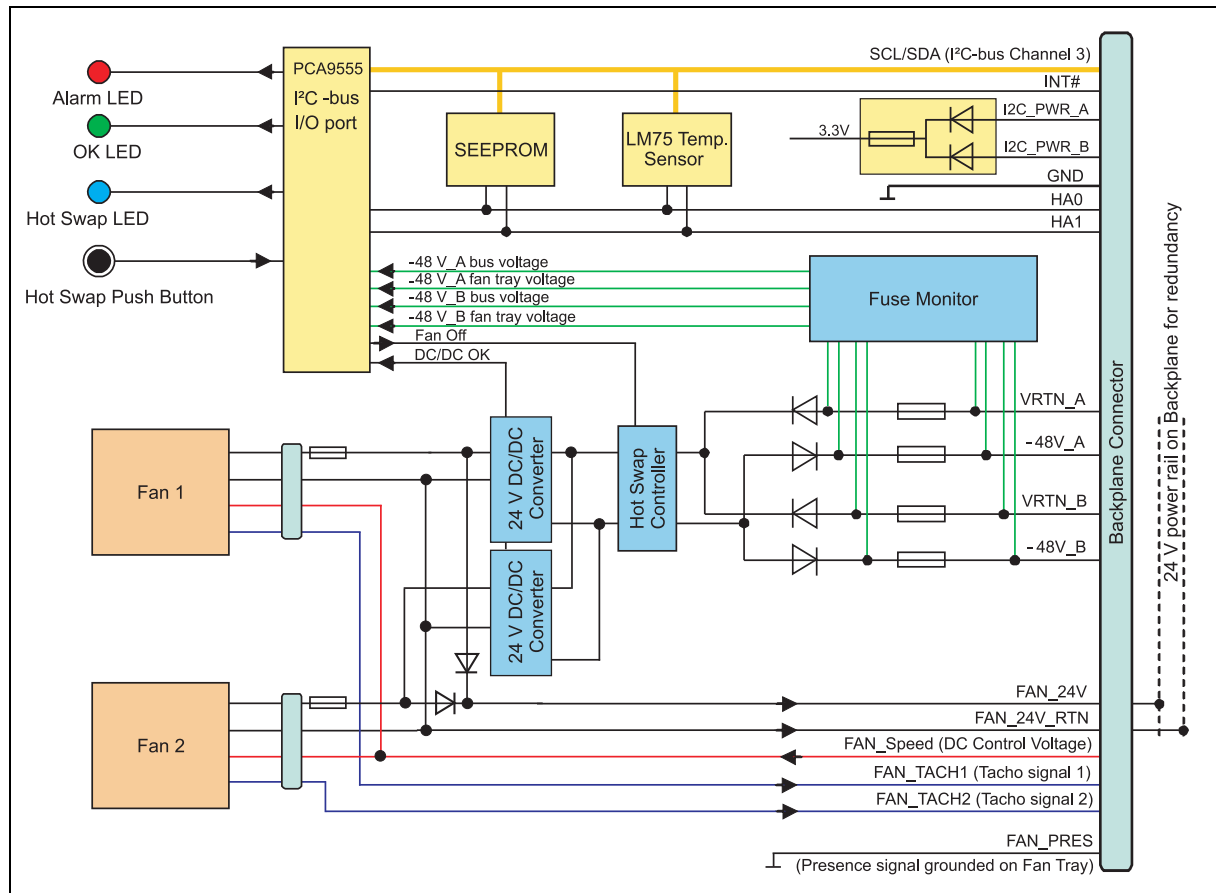 SCL/SDA (I²C-bus Channel 3)
INT#
PCA9555
I²C -bus
I/O port
Alarm LED
OK LED
Hot Swap LED
Hot Swap Push Button
SEEPROM
LM75 Temp.
Sensor
3.3V
I2C_PWR_A
I2C_PWR_B
GND
HA0
HA1
-48 V_A bus voltage
-48 V_A fan tray voltage
-48 V_B bus voltage
-48 V_B fan tray voltage
Fan Off
DC/DC OK
Fuse Monitor
VRTN_A
-48V_A
VRTN_B
-48V_B
Fan 1
24 V DC/DC
Converter
Hot Swap
Controller
24 V DC/DC
Converter
Backplane Connector
24 V power rail on Backplane for redundancy
Fan 2
FAN_24V
FAN_24V_RTN
FAN_Speed (DC Control Voltage)
FAN_TACH1 (Tacho signal 1)
FAN_TACH2 (Tacho signal 2)
FAN_PRES
(Presence signal grounded on Fan Tray)